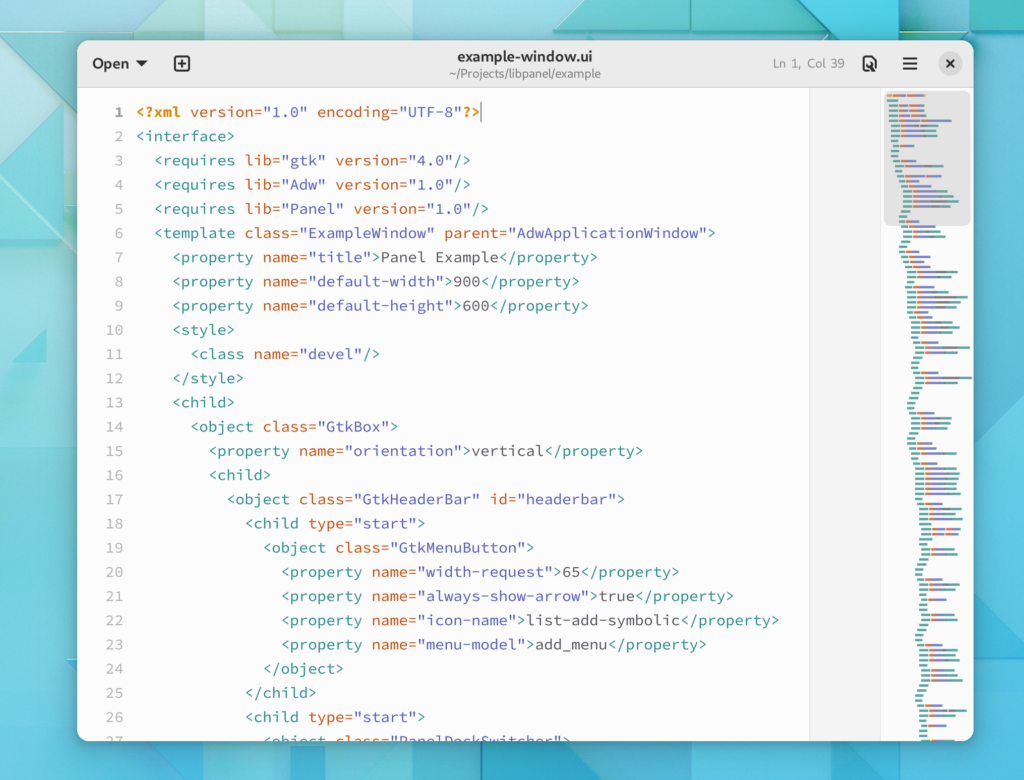 Open
example-window.ui
~/Projects/libpanel/example
Ln 1, Col 39
1 <?xml version="1.0" encoding="UTF-8"?>
2 <interface>
3   <requires lib="gtk" version="4.0"/>
4   <requires lib="Adw" version="1.0"/>
5   <requires lib="Panel" version="1.0"/>
6   <template class="ExampleWindow" parent="AdwApplicationWindow">
7     <property name="title">Panel Example</property>
8     <property name="default-width">900</property>
9     <property name="default-height">600</property>
10     <style>
11       <class name="devel"/>
12     </style>
13     <child>
14       <object class="GtkBox">
15         <property name="orientation">vertical</property>
16         <child>
17           <object class="GtkHeaderBar" id="headerbar">
18             <child type="start">
19               <object class="GtkMenuButton">
20                 <property name="width-request">65</property>
21                 <property name="always-show-arrow">true</property>
22                 <property name="icon-name">list-add-symbolic</property>
23                 <property name="menu-model">add_menu</property>
24               </object>
25             </child>
26             <child type="start">
27               <object class="PanelDockSwitcher">